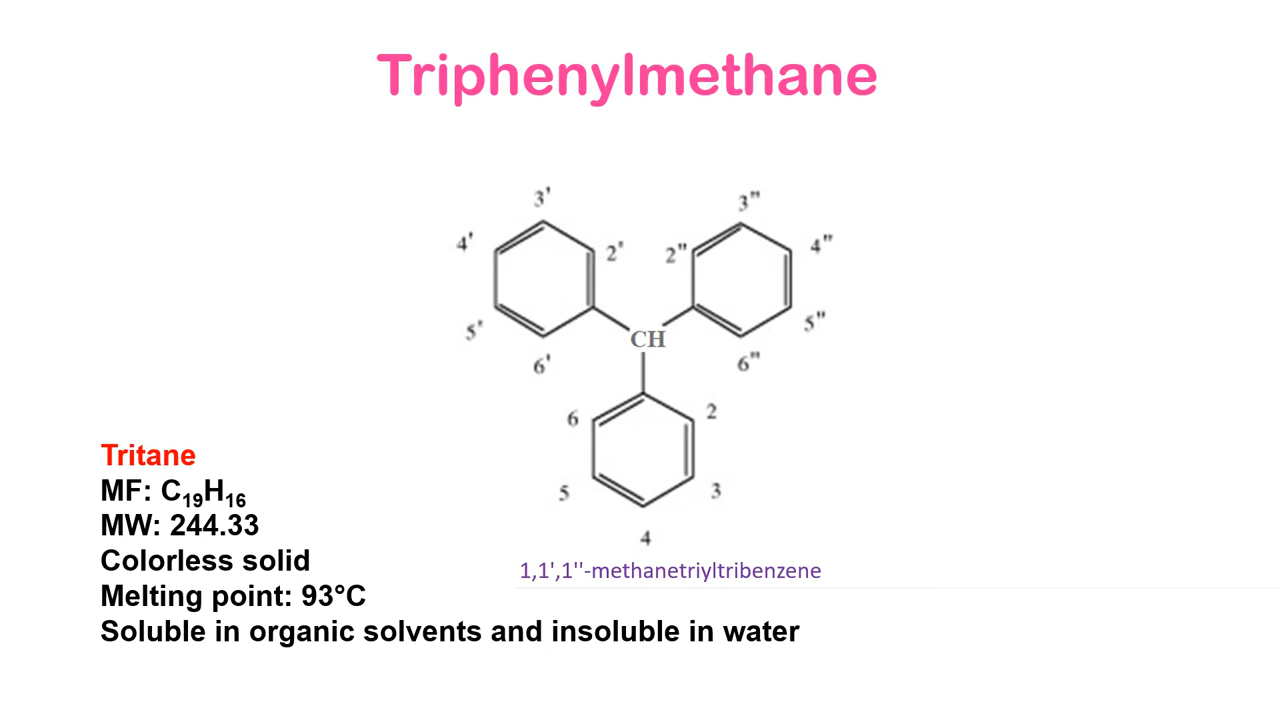 Triphenylmethane
3' 3"
4' 2' 2" 4"
5' CH 5"
6' 6"
6 2
5 3
4
Tritane
MF: C₁₉H₁₆
MW: 244.33
Colorless solid
1,1',1''-methanetriyltribenzene
Melting point: 93°C
Soluble in organic solvents and insoluble in water